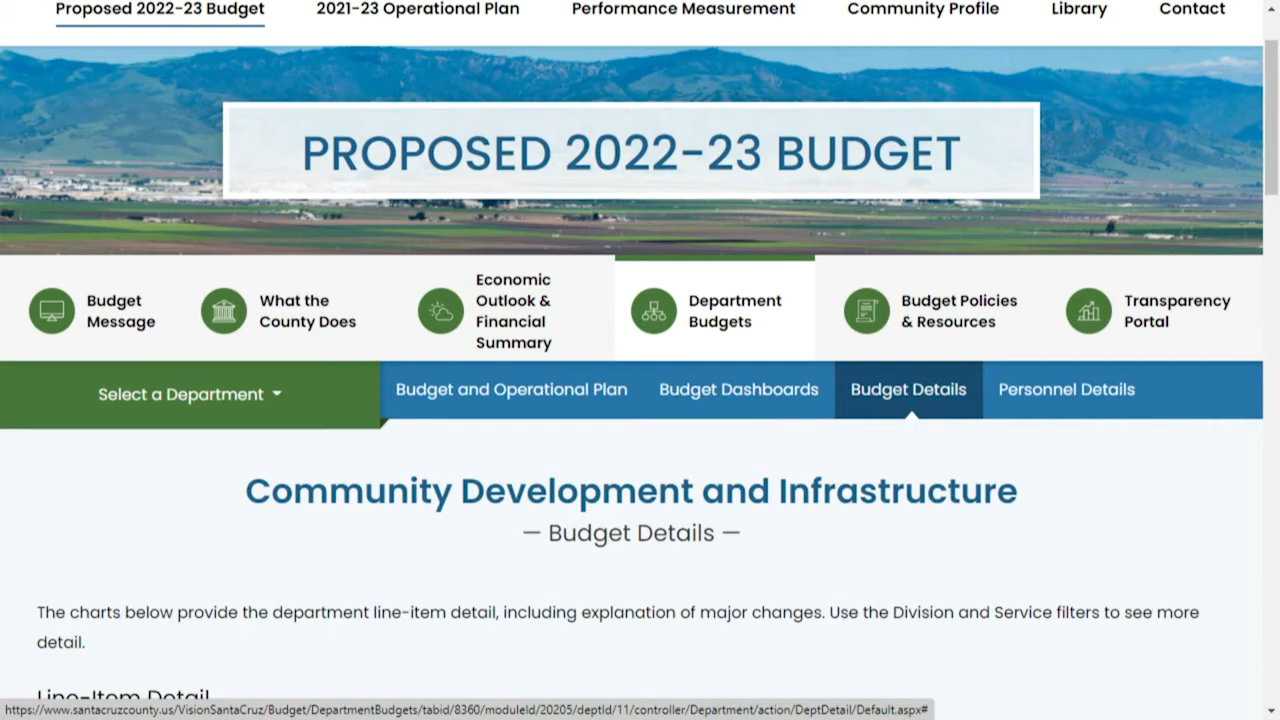 Proposed 2022-23 Budget
2021-23 Operational Plan
Performance Measurement
Community Profile
Library
Contact
PROPOSED 2022-23 BUDGET
Budget
Message
What the
County Does
Economic
Outlook &
Financial
Summary
Department
Budgets
Budget Policies
& Resources
Transparency
Portal
Select a Department
Budget and Operational Plan
Budget Dashboards
Budget Details
Personnel Details
Community Development and Infrastructure
— Budget Details —
The charts below provide the department line-item detail, including explanation of major changes. Use the Division and Service filters to see more
detail.
Line-Item Detail
https://www.santacruzcounty.us/VisionSantaCruz/Budget/DepartmentBudgets/tabid/8360/moduleId/20205/deptId/11/controller/Department/action/DeptDetail/Default.aspx#